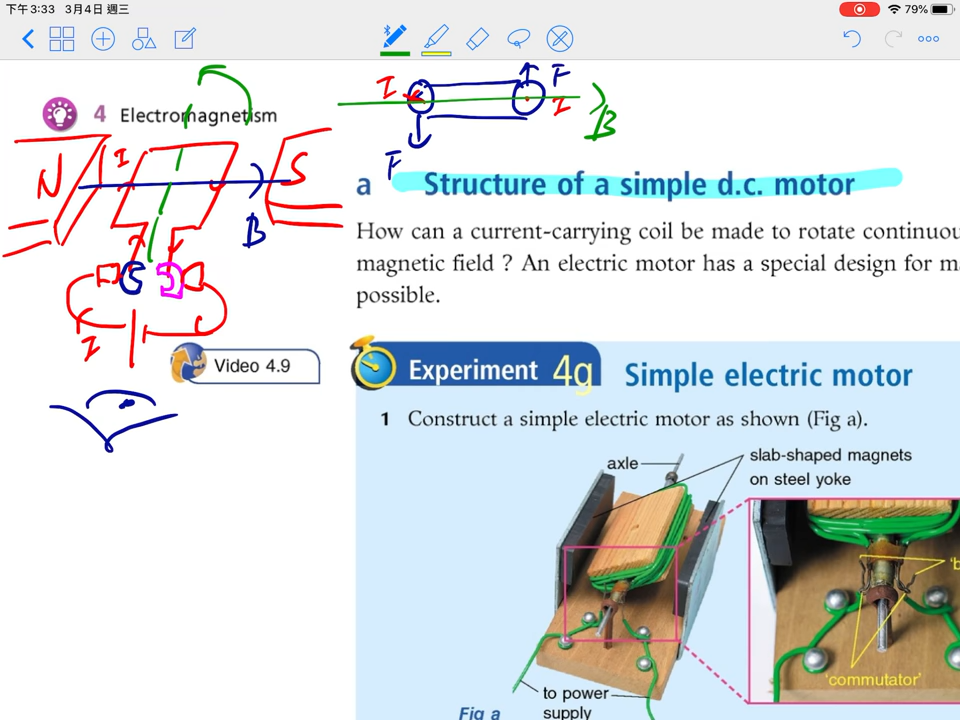 下午3:33 3月4日 週三
79%
4 Electromagnetism
I
F
I
B
F
N
I
S
B
I
a Structure of a simple d.c. motor
How can a current-carrying coil be made to rotate continuou
magnetic field ? An electric motor has a special design for m
possible.
Video 4.9
Experiment 4g Simple electric motor
1 Construct a simple electric motor as shown (Fig a).
axle
slab-shaped magnets
on steel yoke
'b
'commutator'
to power
supply
Fig a